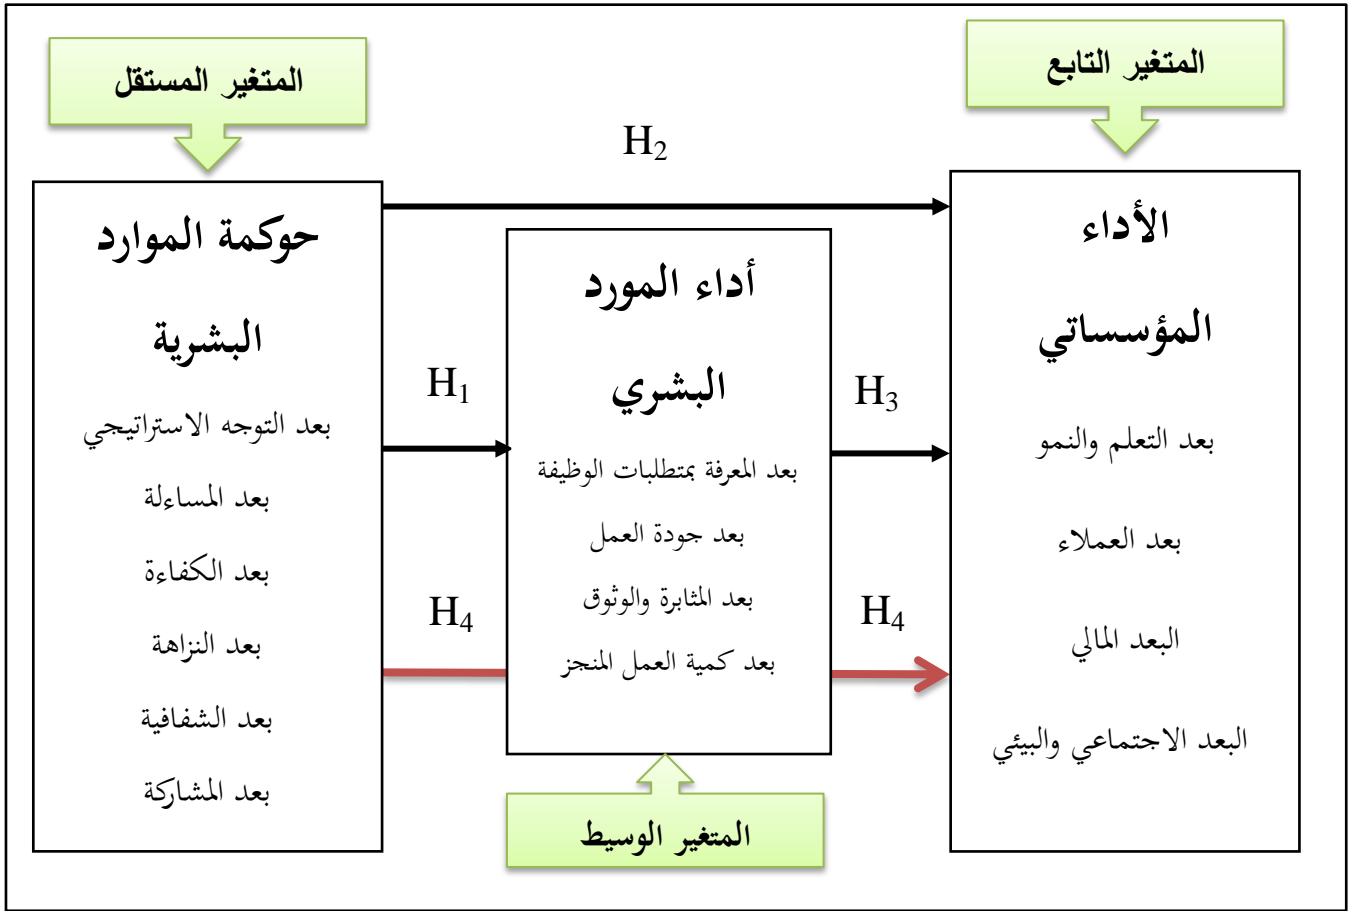 المتغير التابع
المتغير المستقل
H2
الأداء
المؤسساتي
بعد التعلم والنمو
بعد العملاء
البعد المالي
البعد الاجتماعي والبيئي
H3
H4
أداء المورد
البشري
بعد المعرفة بمتطلبات الوظيفة
بعد جودة العمل
بعد المثابرة والوثوق
بعد كمية العمل المنجز
المتغير الوسيط
H1
H4
حوكمة الموارد
البشرية
بعد التوجه الاستراتيجي
بعد المساءلة
بعد الكفاءة
بعد النزاهة
بعد الشفافية
بعد المشاركة